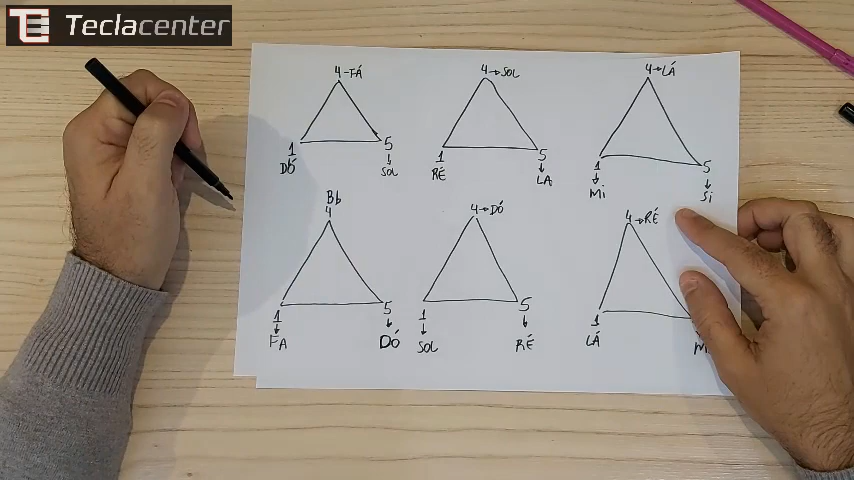 Teclacenter
4-FÁ
1
DÓ
5
SOL
4→SOL
1
RÉ
5
LA
4→LÁ
1
Mi
5
Si
Bb
4
1
FA
5
DÓ
4→DÓ
1
SOL
5
RÉ
4→RÉ
1
LÁ